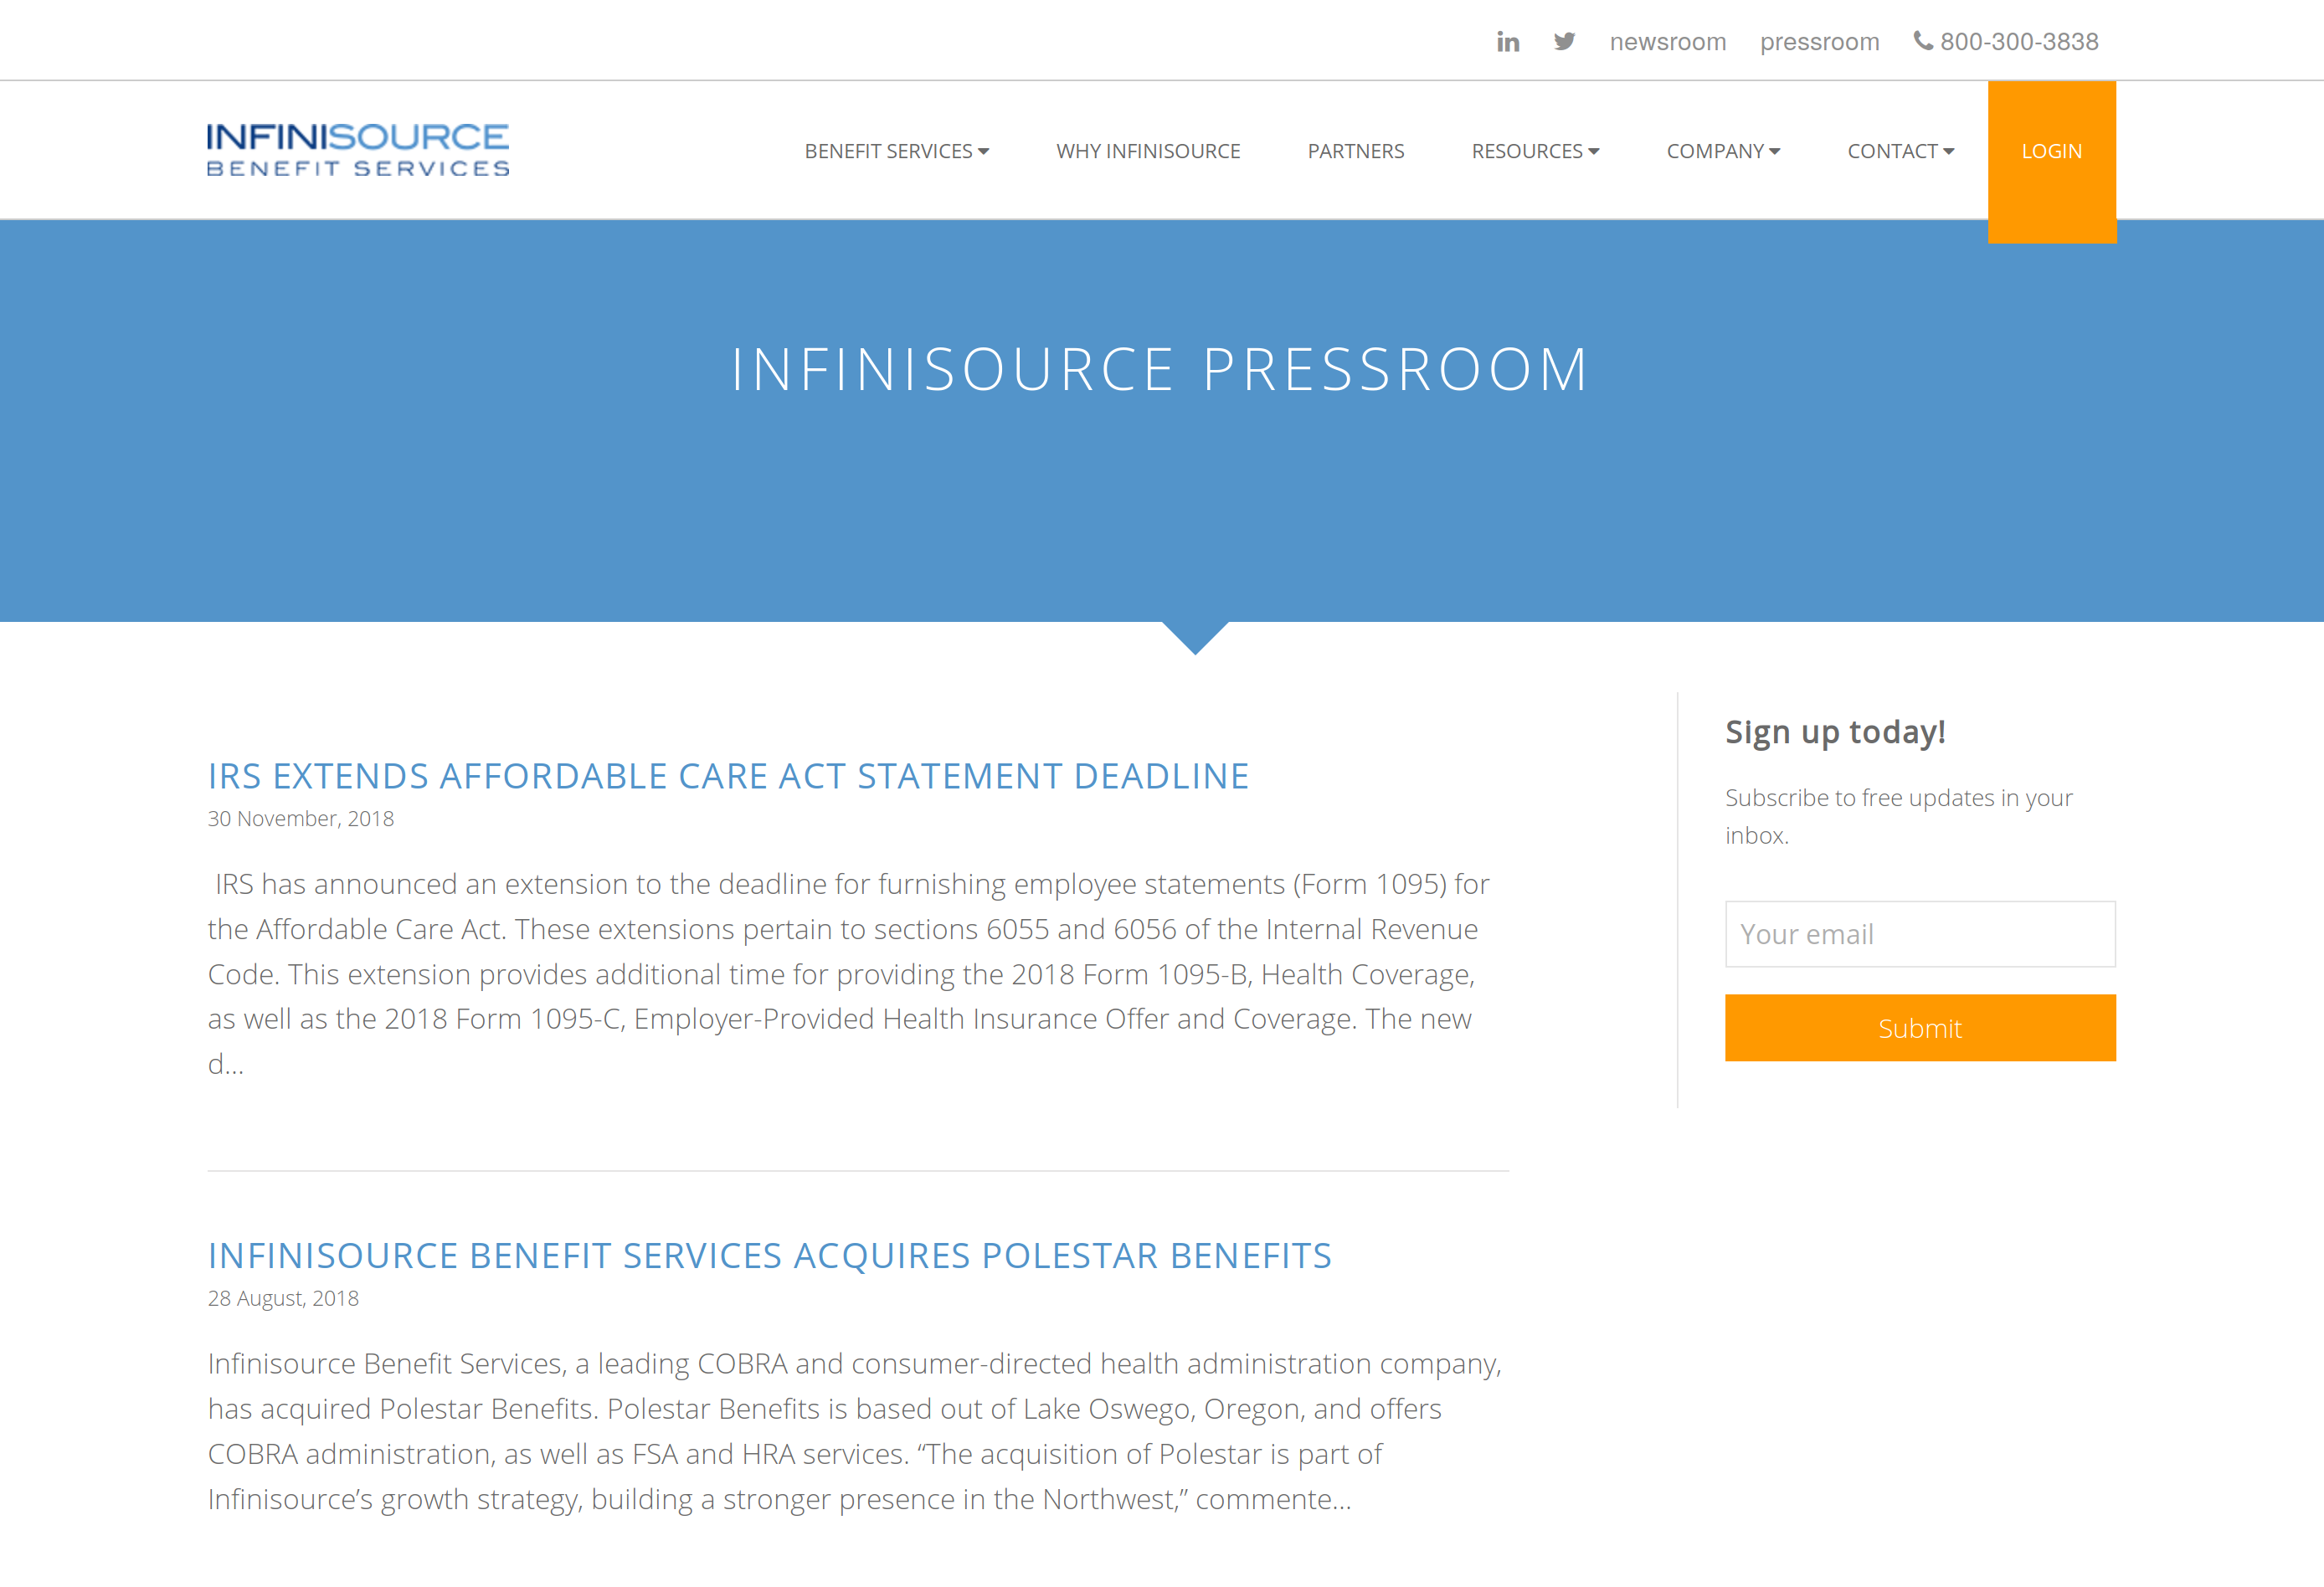 newsroom pressroom 800-300-3838
INFINISOURCE
BENEFIT SERVICES
BENEFIT SERVICES WHY INFINISOURCE PARTNERS RESOURCES COMPANY CONTACT LOGIN
INFINISOURCE PRESSROOM
IRS EXTENDS AFFORDABLE CARE ACT STATEMENT DEADLINE
30 November, 2018
IRS has announced an extension to the deadline for furnishing employee statements (Form 1095) for
the Affordable Care Act. These extensions pertain to sections 6055 and 6056 of the Internal Revenue
Code. This extension provides additional time for providing the 2018 Form 1095-B, Health Coverage,
as well as the 2018 Form 1095-C, Employer-Provided Health Insurance Offer and Coverage. The new
d...
INFINISOURCE BENEFIT SERVICES ACQUIRES POLESTAR BENEFITS
28 August, 2018
Infinisource Benefit Services, a leading COBRA and consumer-directed health administration company,
has acquired Polestar Benefits. Polestar Benefits is based out of Lake Oswego, Oregon, and offers
COBRA administration, as well as FSA and HRA services. “The acquisition of Polestar is part of
Infinisource’s growth strategy, building a stronger presence in the Northwest,” commente...
Sign up today!
Subscribe to free updates in your
inbox.
Your email
Submit